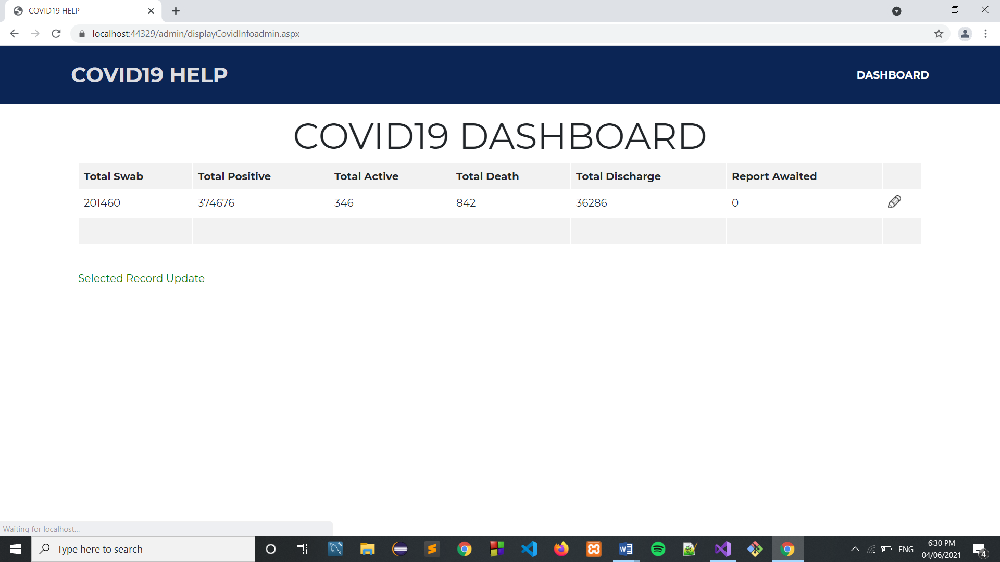 COVID19 HELP
localhost:44329/admin/displayCovidInfoadmin.aspx
COVID19 HELP
DASHBOARD
COVID19 DASHBOARD
Total Swab Total Positive Total Active Total Death Total Discharge Report Awaited
201460 374676 346 842 36286 0
Selected Record Update
Waiting for localhost...
Type here to search
ENG
6:30 PM
04/06/2021
4